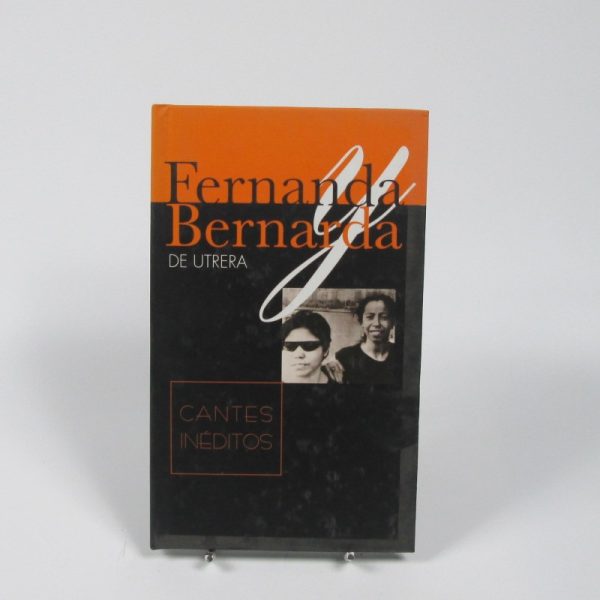 Fernanda
y
Bernarda
DE UTRERA
CANTES
INÉDITOS